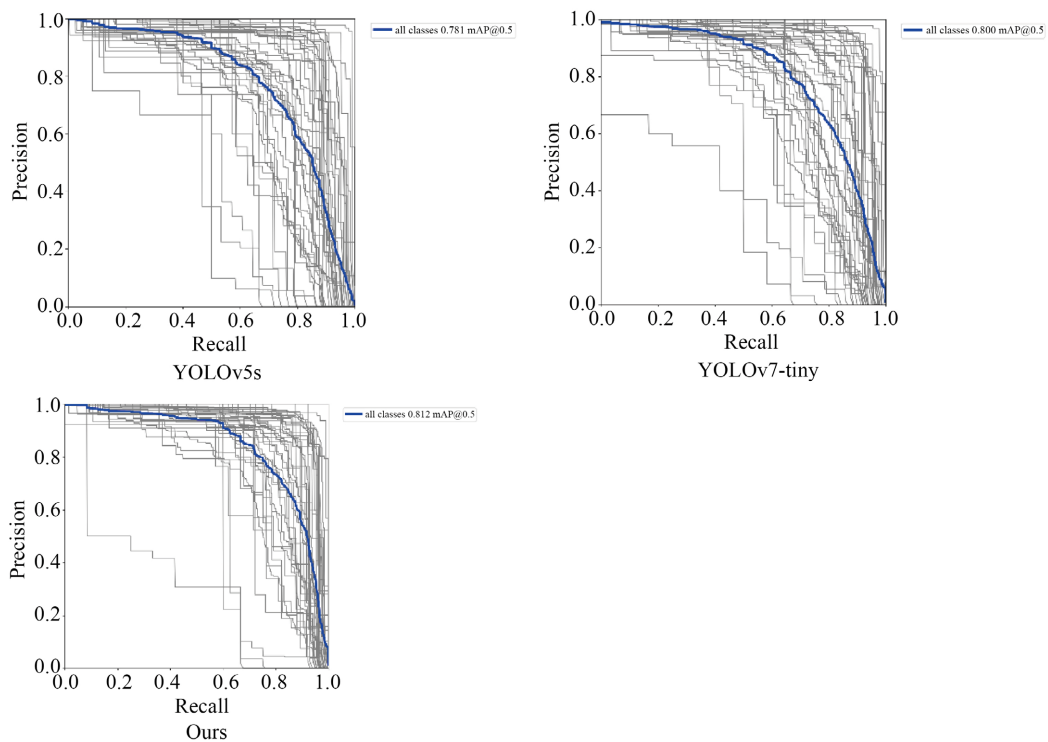 all classes 0.781 mAP@0.5
Precision
1.0
0.8
0.6
0.4
0.2
0.0
0.0 0.2 0.4 0.6 0.8 1.0
Recall
YOLOv5s
all classes 0.800 mAP@0.5
Precision
1.0
0.8
0.6
0.4
0.2
0.0
0.0 0.2 0.4 0.6 0.8 1.0
Recall
YOLOv7-tiny
all classes 0.812 mAP@0.5
Precision
1.0
0.8
0.6
0.4
0.2
0.0
0.0 0.2 0.4 0.6 0.8 1.0
Recall
Ours